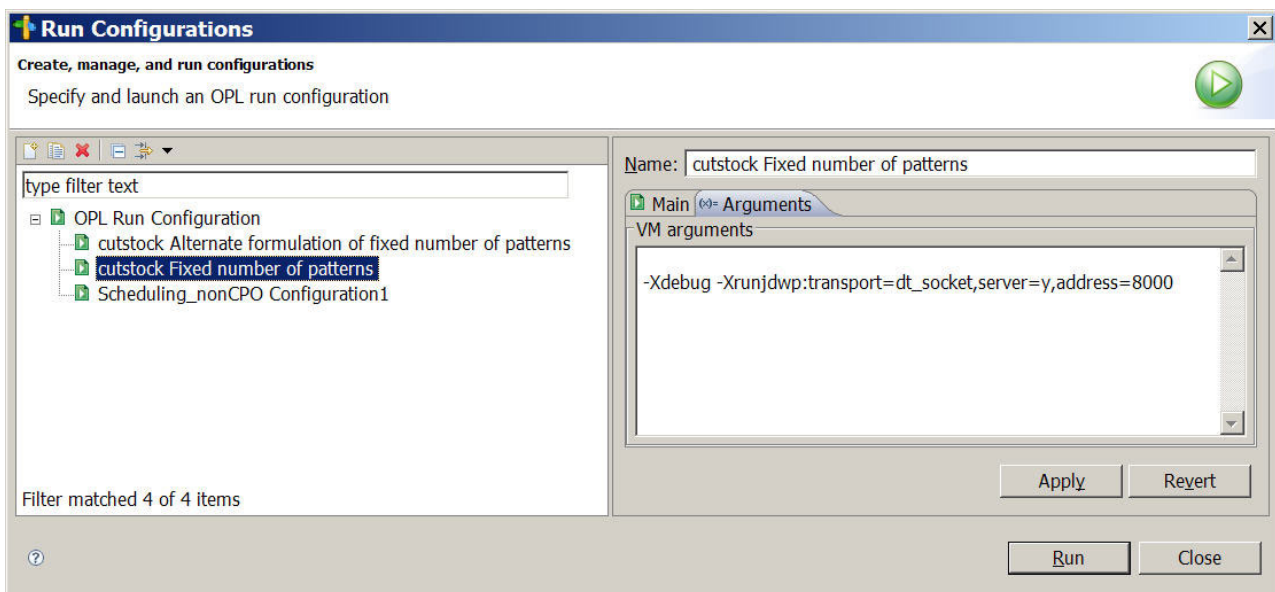 Run Configurations
Create, manage, and run configurations
Specify and launch an OPL run configuration
type filter text
OPL Run Configuration
cutstock Alternate formulation of fixed number of patterns
cutstock Fixed number of patterns
Scheduling_nonCPO Configuration1
Filter matched 4 of 4 items
Name: cutstock Fixed number of patterns
Main (x)= Arguments
VM arguments
-Xdebug -Xrunjdwp:transport=dt_socket,server=y,address=8000
Apply Revert
Run Close